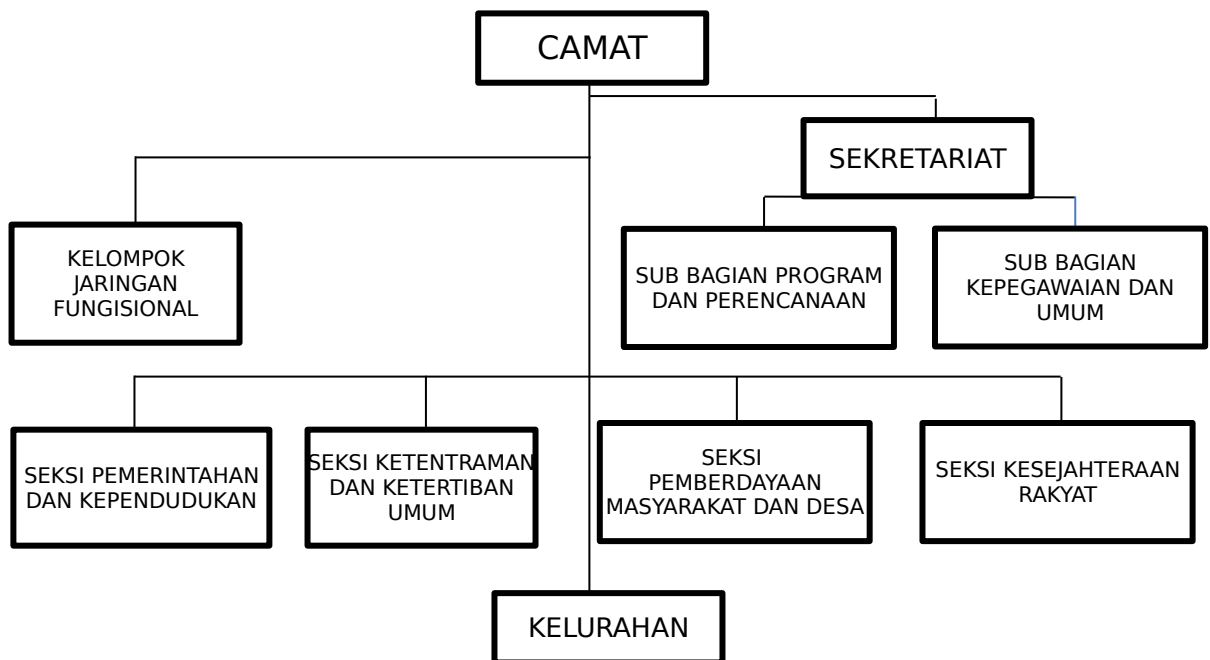 CAMAT
SEKRETARIAT
KELOMPOK
JARINGAN
FUNGISIONAL
SUB BAGIAN PROGRAM
DAN PERENCANAAN
SUB BAGIAN
KEPEGAWAIAN DAN
UMUM
SEKSI PEMERINTAHAN
DAN KEPENDUDUKAN
SEKSI KETENTRAMAN
DAN KETERTIBAN
UMUM
SEKSI
PEMBERDAYAAN
MASYARAKAT DAN DESA
SEKSI KESEJAHTERAAN
RAKYAT
KELURAHAN